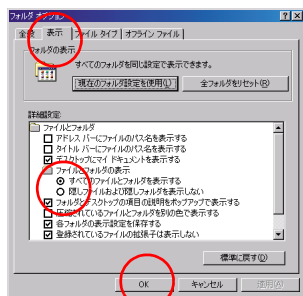 フォルダ オプション
全般 表示 ファイル タイプ オフライン ファイル
フォルダの表示
すべてのフォルダを同じ設定で表示できます。
現在のフォルダ設定を使用(L) 全フォルダをリセット(R)
詳細設定:
ファイルとフォルダ
アドレス バーにファイルのパス名を表示する
タイトル バーにファイルのパス名を表示する
デスクトップにマイ ドキュメントを表示する
ファイルとフォルダの表示
すべてのファイルとフォルダを表示する
隠しファイルおよび隠しフォルダを表示しない
フォルダとデスクトップの項目の説明をポップアップで表示する
圧縮されているファイルとフォルダを別の色で表示する
各フォルダの表示設定を保存する
登録されているファイルの拡張子は表示しない
標準に戻す(D)
OK キャンセル 適用(A)